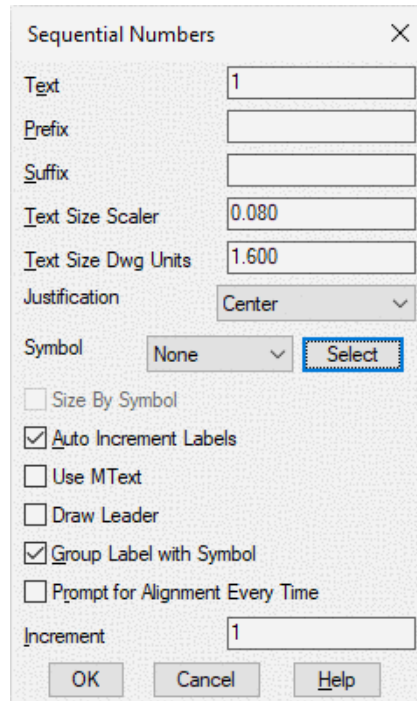 Sequential Numbers
Text 1
Prefix
Suffix
Text Size Scaler 0.080
Text Size Dwg Units 1.600
Justification Center
Symbol None Select
Size By Symbol
Auto Increment Labels
Use MText
Draw Leader
Group Label with Symbol
Prompt for Alignment Every Time
Increment 1
OK Cancel Help